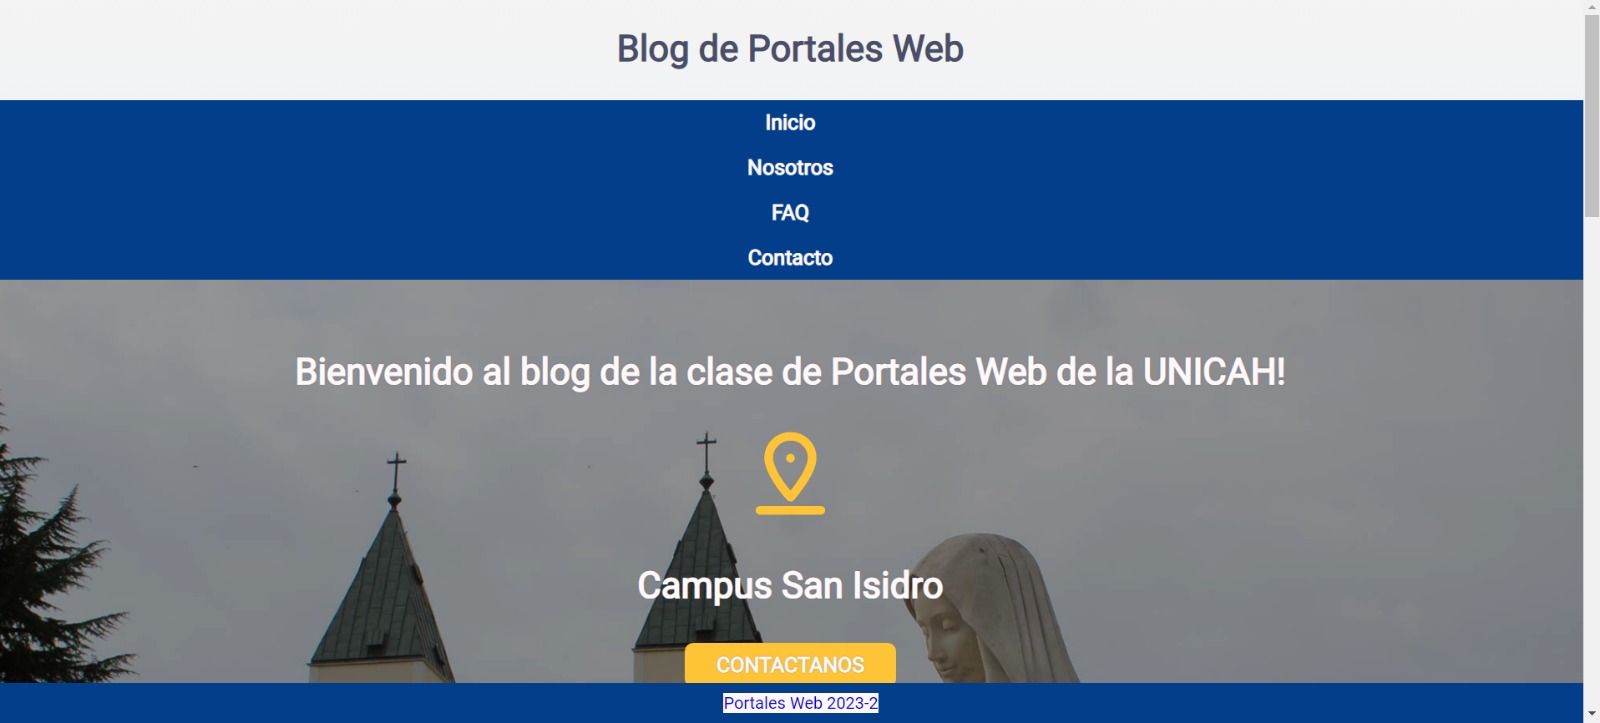 Blog de Portales Web
Inicio
Nosotros
FAQ
Contacto
Bienvenido al blog de la clase de Portales Web de la UNICAH!
Campus San Isidro
CONTACTANOS
Portales Web 2023-2